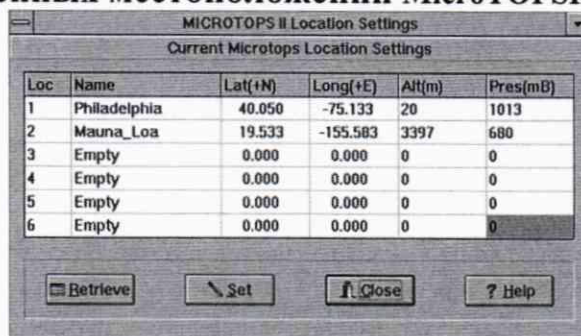 местоположений MICROTOPS
MICROTOPS II Location Settings
Current Microtops Location Settings
Loc Name Lat(+N) Long(+E) Alt(m) Pres(mB)
1 Philadelphia 40.050 -75.133 20 1013
2 Mauna_Loa 19.533 -155.583 3397 680
3 Empty 0.000 0.000 0 0
4 Empty 0.000 0.000 0 0
5 Empty 0.000 0.000 0 0
6 Empty 0.000 0.000 0 0
Retrieve Set Close ? Help